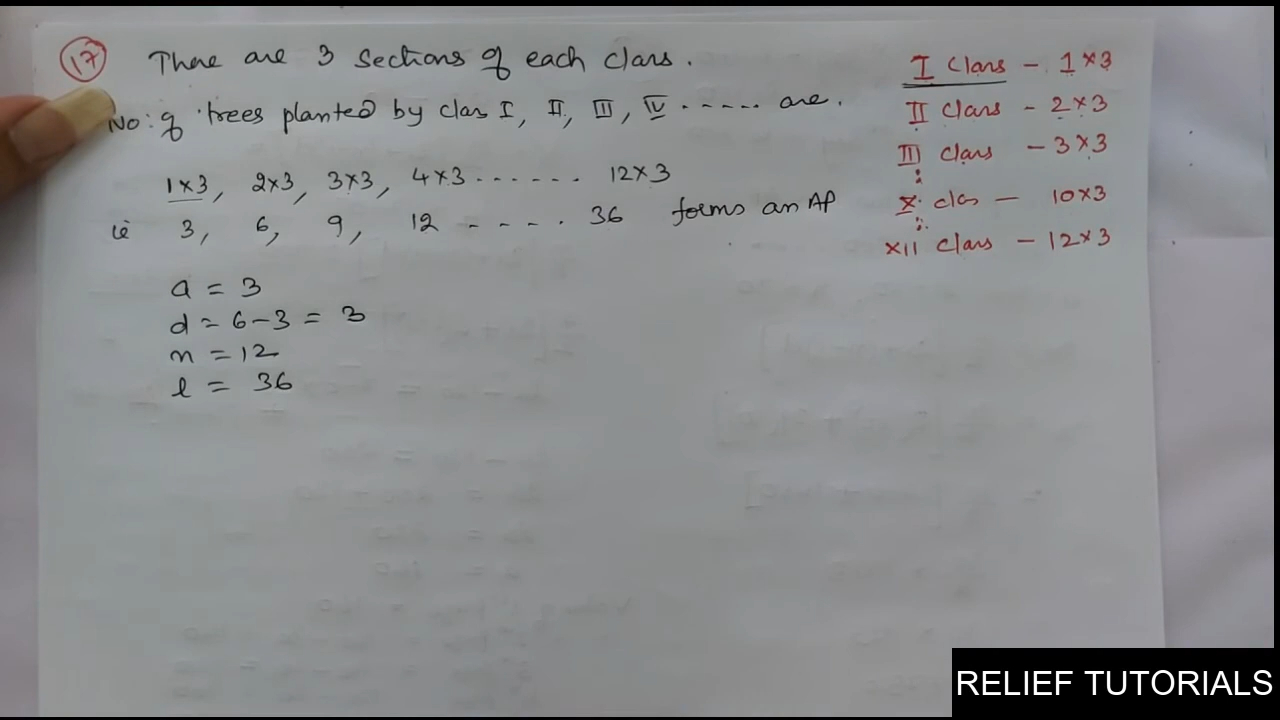 17 There are 3 Sections of each class.
No: of trees planted by class I, II, III, IV ------ are.
1×3, 2×3, 3×3, 4×3 ------ 12×3
ie 3, 6, 9, 12 ----. 36 forms an AP
a = 3
d = 6-3 = 3
n = 12
l = 36
I Class - 1×3
II Class - 2×3
III Class - 3×3
X clas - 10×3
XII Class - 12×3
RELIEF TUTORIALS